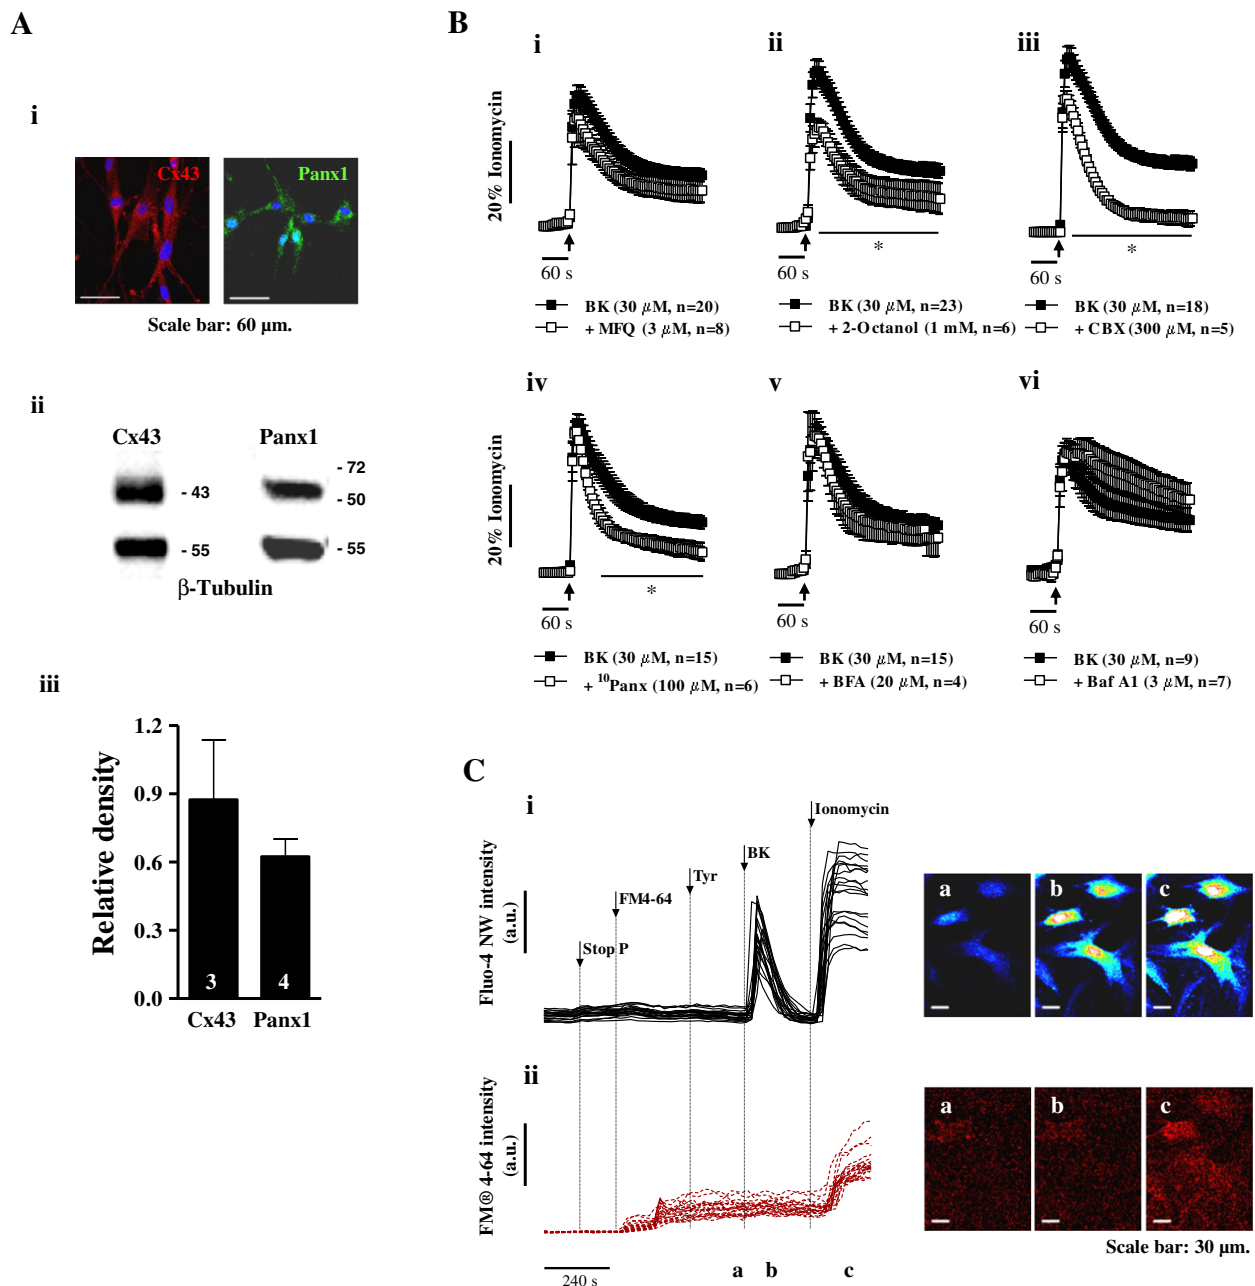 A
i
Cx43
Panx1
Scale bar: 60 µm.
ii
Cx43
Panx1
- 43
- 72
- 50
- 55
- 55
β-Tubulin
iii
Relative density
1.2
0.9
0.6
0.3
0.0
3
4
Cx43
Panx1
B
i
20% Ionomycin
60 s
BK (30 µM, n=20)
+ MFQ (3 µM, n=8)
ii
*
60 s
BK (30 µM, n=23)
+ 2-Octanol (1 mM, n=6)
iii
*
60 s
BK (30 µM, n=18)
+ CBX (300 µM, n=5)
iv
20% Ionomycin
*
60 s
BK (30 µM, n=15)
+ ¹⁰Panx (100 µM, n=6)
v
60 s
BK (30 µM, n=15)
+ BFA (20 µM, n=4)
vi
60 s
BK (30 µM, n=9)
+ Baf A1 (3 µM, n=7)
C
i
Fluo-4 NW intensity
(a.u.)
Stop P
FM4-64
Tyr
BK
Ionomycin
a
b
c
ii
FM® 4-64 intensity
(a.u.)
240 s
a
b
c
a
b
c
Scale bar: 30 µm.